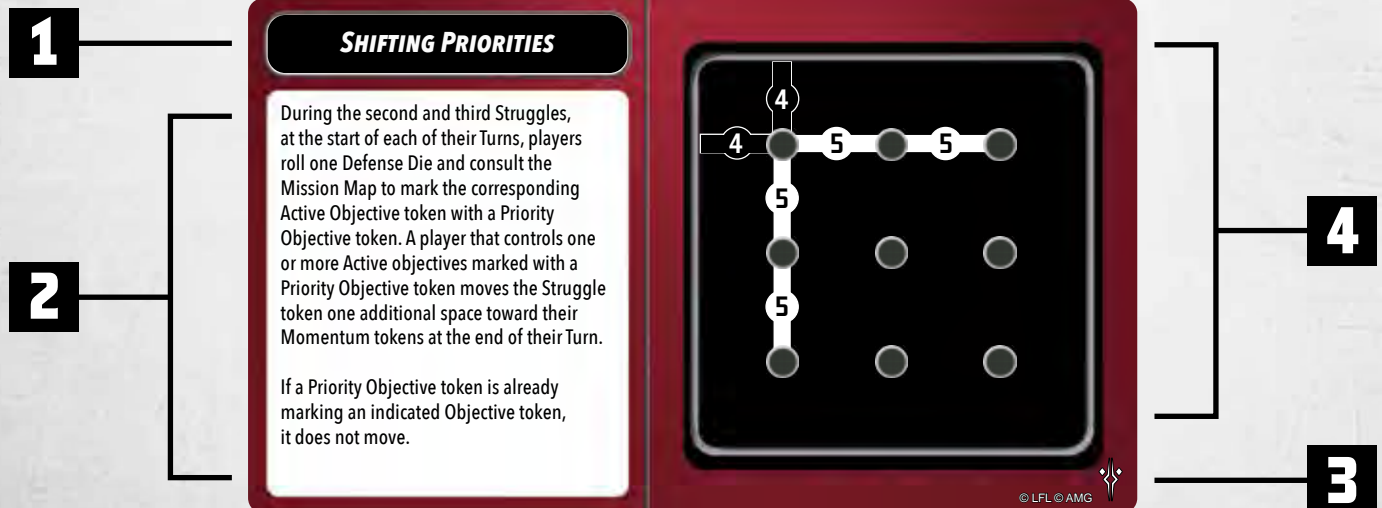 1
SHIFTING PRIORITIES
During the second and third Struggles,
at the start of each of their Turns, players
roll one Defense Die and consult the
Mission Map to mark the corresponding
Active Objective token with a Priority
Objective token. A player that controls one
or more Active objectives marked with a
Priority Objective token moves the Struggle
token one additional space toward their
Momentum tokens at the end of their Turn.
If a Priority Objective token is already
marking an indicated Objective token,
it does not move.
2
4
4
5
5
5
5
4
3
© LFL © AMG